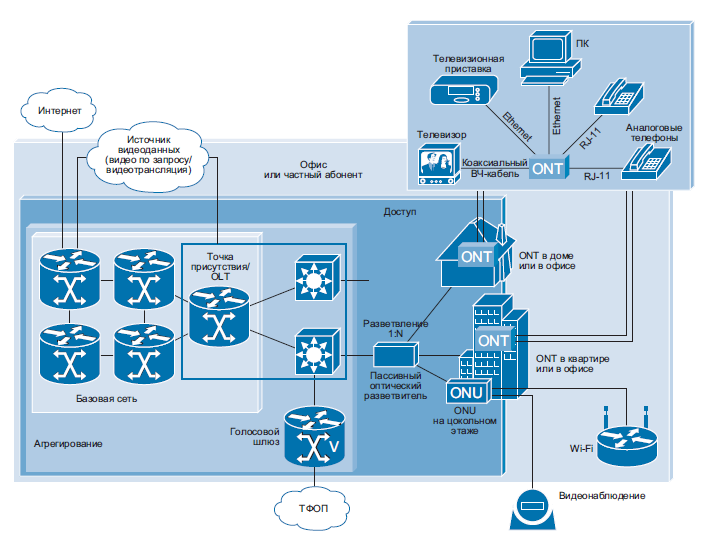 ПК
Телевизионная
приставка
Ethernet
Ethernet
RJ-11
Аналоговые
телефоны
Телевизор
Коаксиальный
ВЧ-кабель
ONT
RJ-11
Интернет
Источник
видеоданных
(видео по запросу/
видеотрансляция)
Офис
или частный абонент
Доступ
Точка
присутствия/
OLT
ONT
ONT в доме
или в офисе
Разветвление
1:N
ONT
ONT в квартире
или в офисе
Пассивный
оптический
разветвитель
ONU
ONU
на цокольном
этаже
Базовая сеть
Агрегирование
Голосовой
шлюз
V
Wi-Fi
ТФОП
Видеонаблюдение